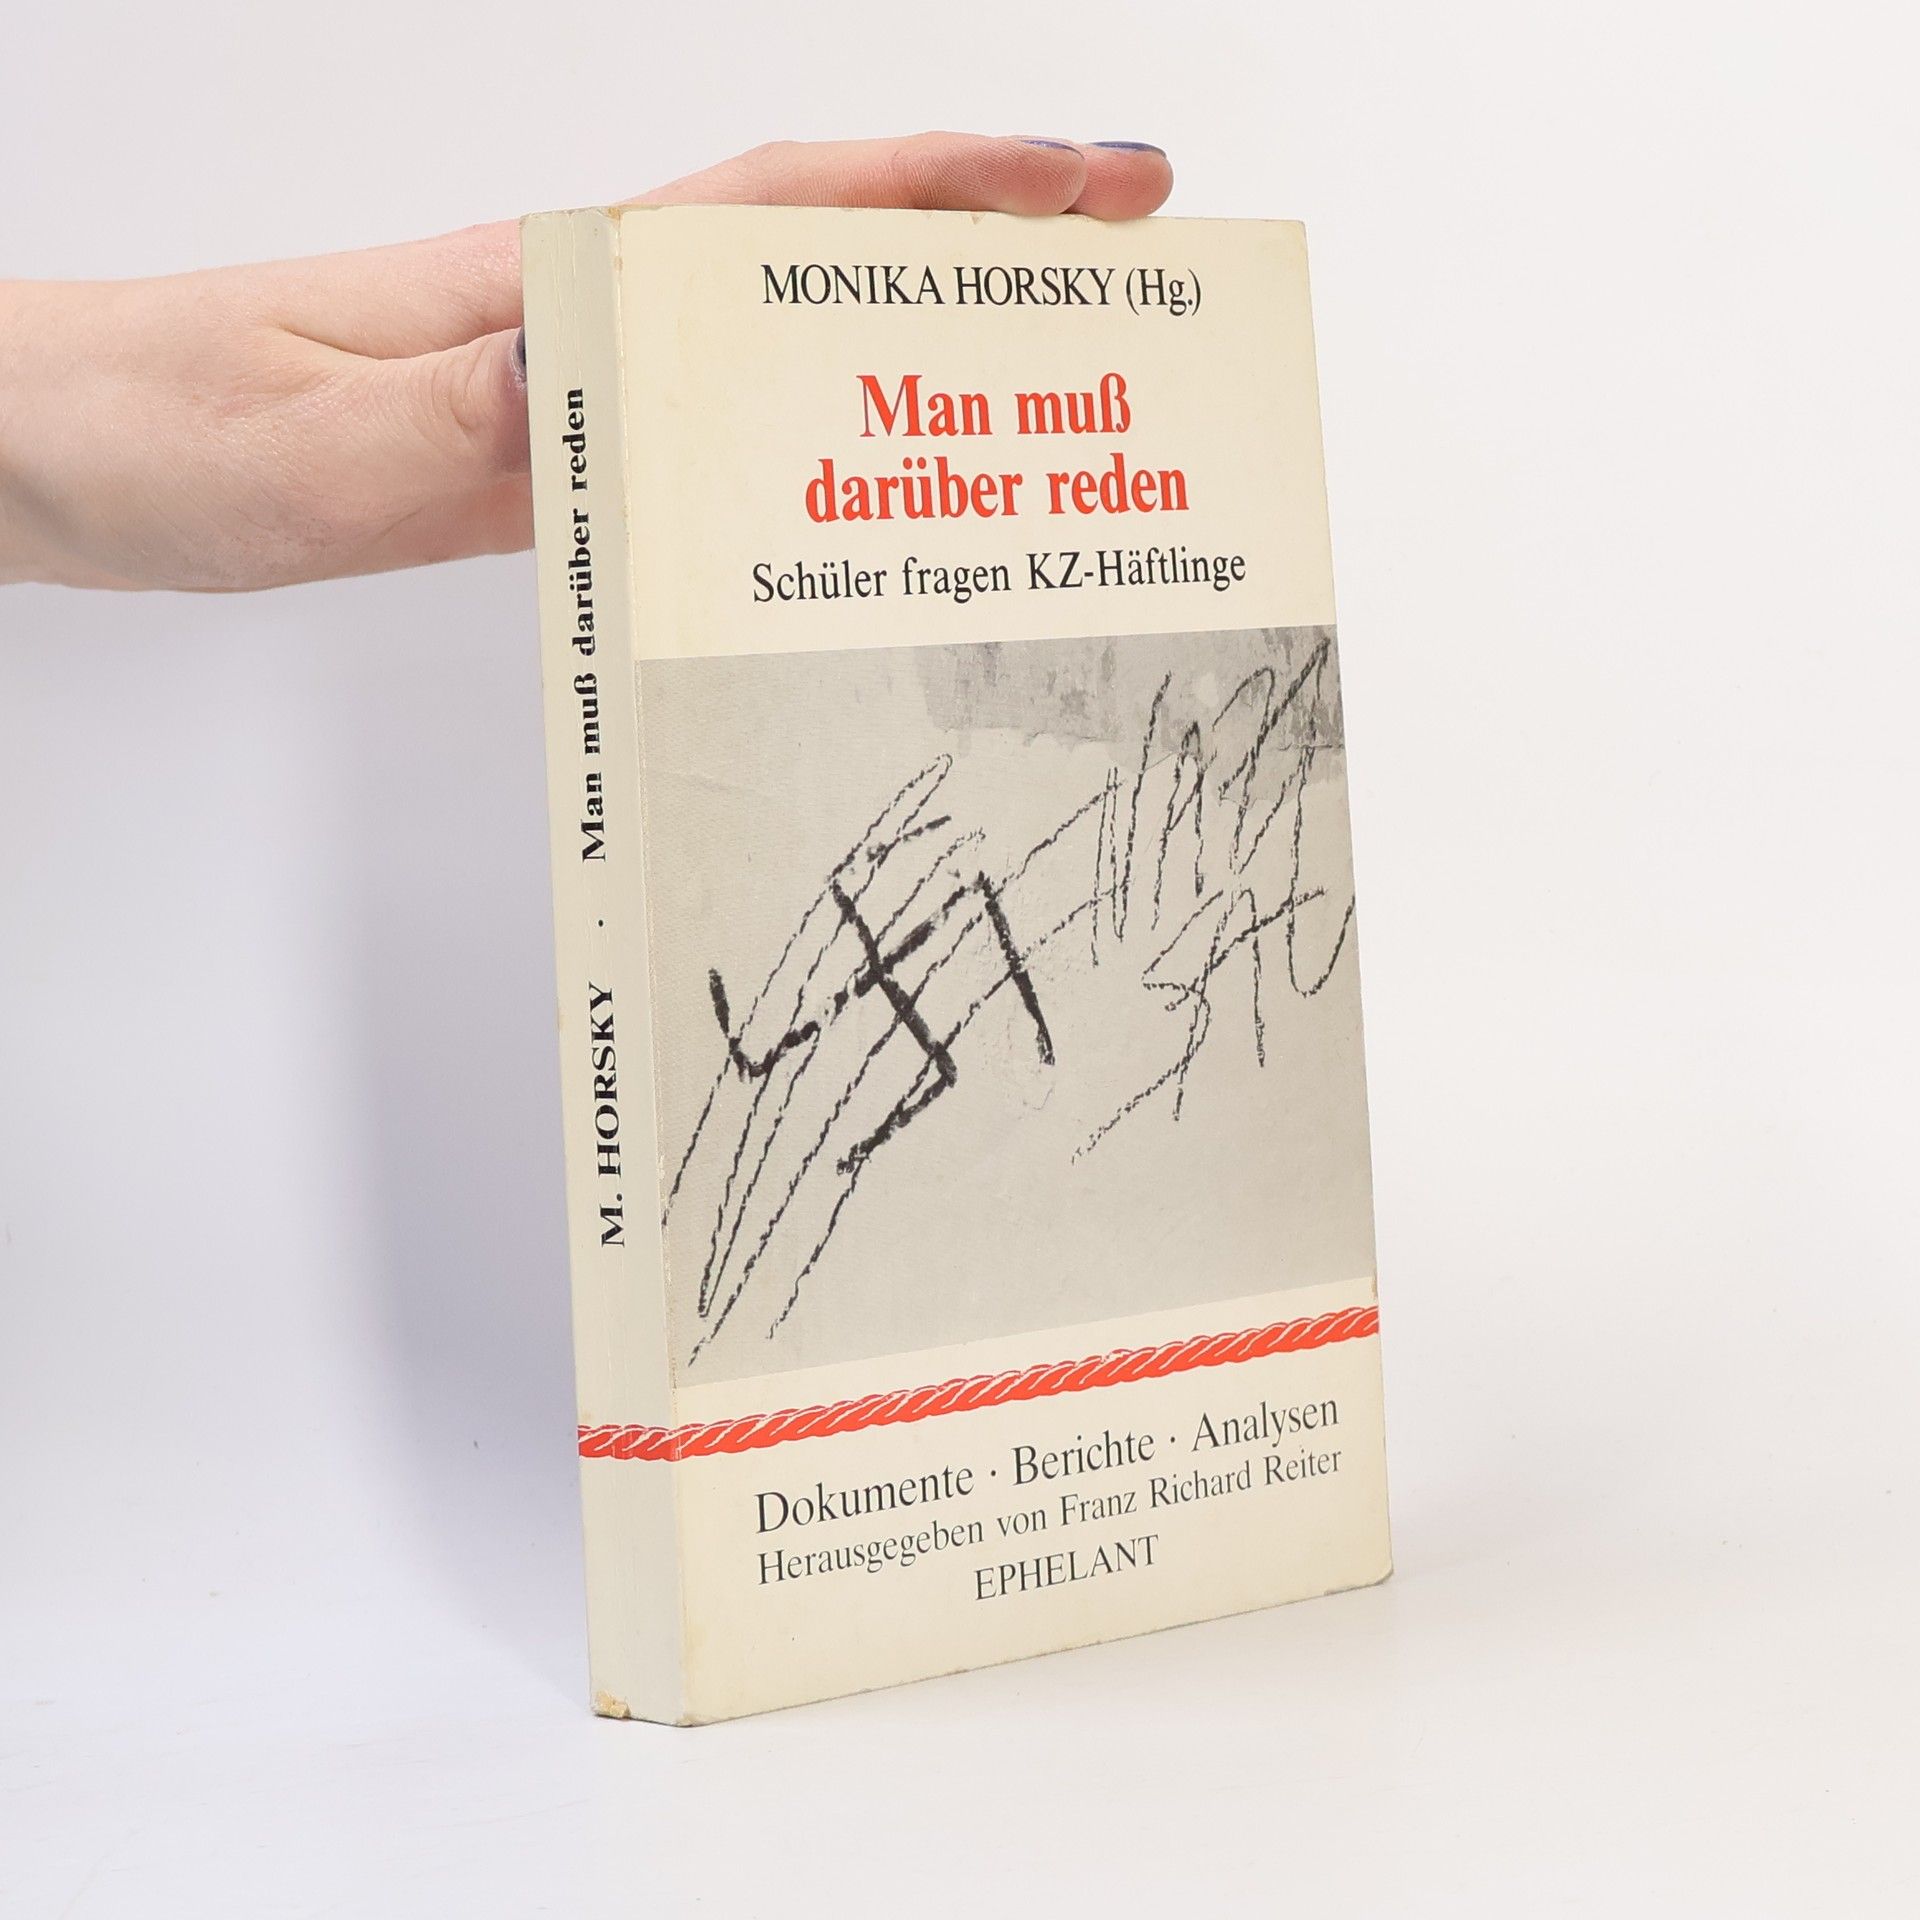 MONIKA HORSKY (Hg.)
Man muß
darüber reden
Schüler fragen KZ-Häftlinge
NAZI
Dokumente · Berichte · Analysen
Herausgegeben von Franz Richard Reiter
EPHELANT
M. HORSKY · Man muß darüber reden